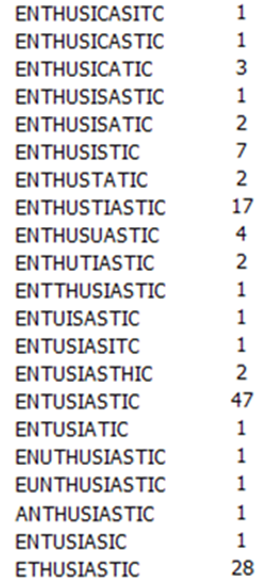 ENTHUSICASITC 1
ENTHUSICASTIC 1
ENTHUSICATIC 3
ENTHUSISASTIC 1
ENTHUSISATIC 2
ENTHUSISTIC 7
ENTHUSTATIC 2
ENTHUSTIASTIC 17
ENTHUSUASTIC 4
ENTHUTIASTIC 2
ENTTHUSIASTIC 1
ENTUISASTIC 1
ENTUSIASITC 1
ENTUSIASTHIC 2
ENTUSIASTIC 47
ENTUSIATIC 1
ENUTHUSIASTIC 1
EUNTHUSIASTIC 1
ANTHUSIASTIC 1
ENTUSIASIC 1
ETHUSIASTIC 28